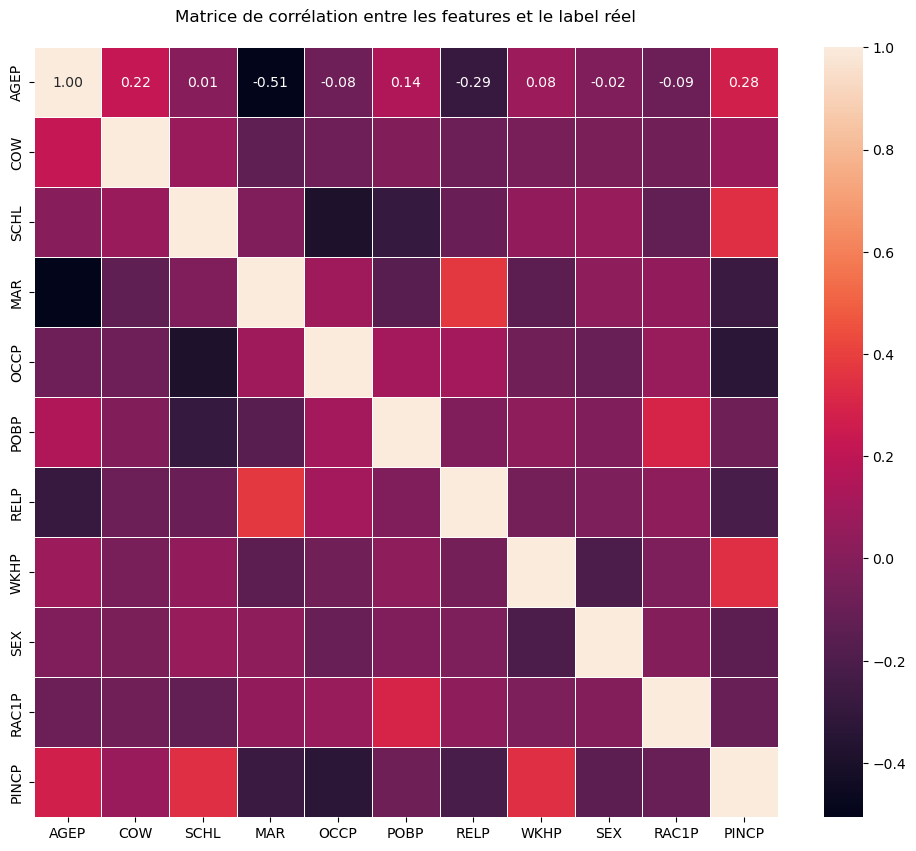 Matrice de corrélation entre les features et le label réel
AGEP 1.00 0.22 0.01 -0.51 -0.08 0.14 -0.29 0.08 -0.02 -0.09 0.28
COW
SCHL
MAR
OCCP
POBP
RELP
WKHP
SEX
RAC1P
PINCP
AGEP COW SCHL MAR OCCP POBP RELP WKHP SEX RAC1P PINCP
1.0
0.8
0.6
0.4
0.2
0.0
−0.2
−0.4